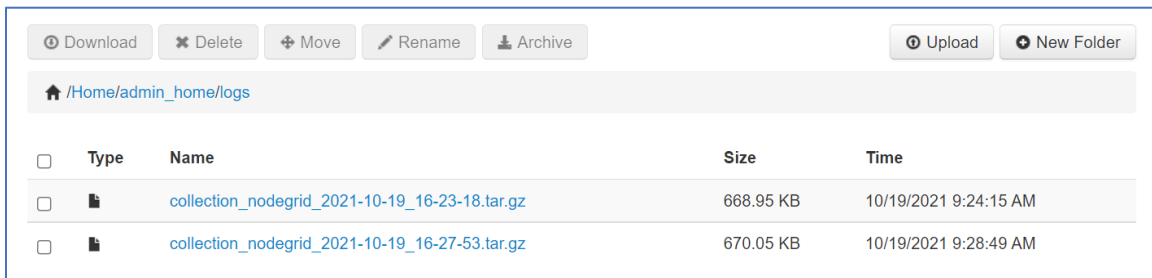 Download Delete Move Rename Archive Upload New Folder
/Home/admin_home/logs
Type Name Size Time
collection_nodegrid_2021-10-19_16-23-18.tar.gz 668.95 KB 10/19/2021 9:24:15 AM
collection_nodegrid_2021-10-19_16-27-53.tar.gz 670.05 KB 10/19/2021 9:28:49 AM